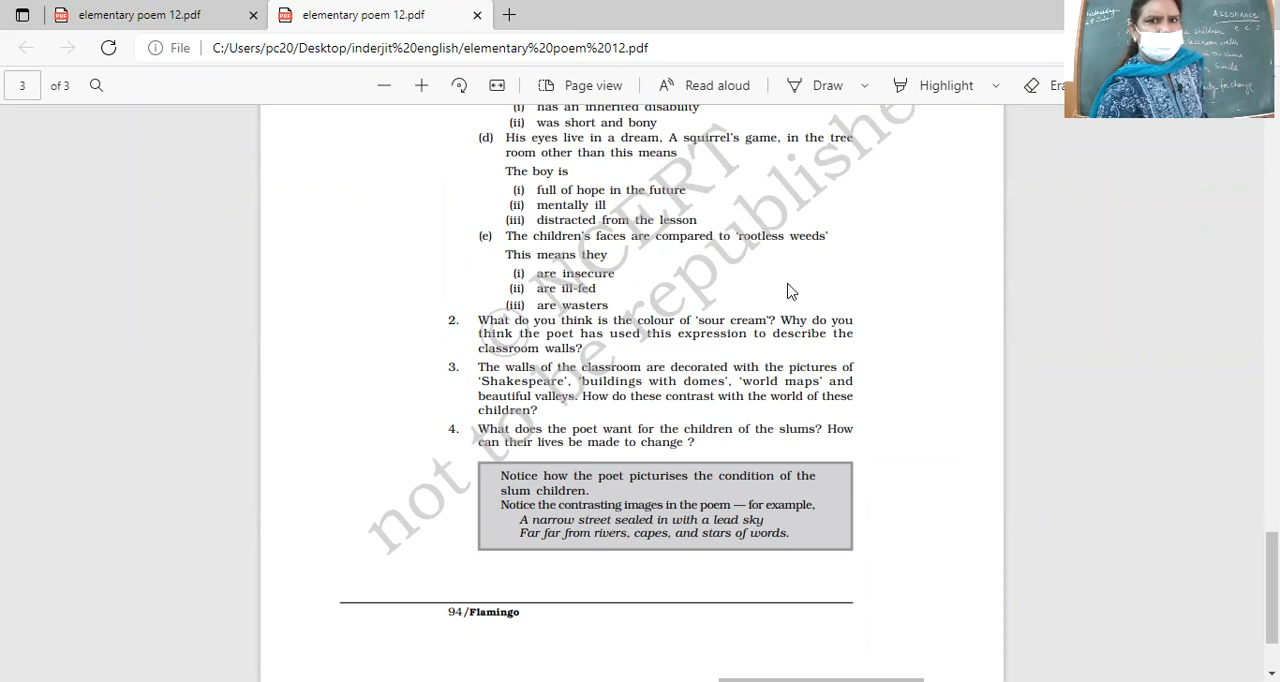 elementary poem 12.pdf
elementary poem 12.pdf
File
C:/Users/pc20/Desktop/inderjit%20english/elementary%20poem%2012.pdf
3 of 3
Page view
Read aloud
Draw
Highlight
(i) has an inherited disability
(ii) was short and bony
(d) His eyes live in a dream, A squirrel's game, in the tree
room other than this means
The boy is
(i) full of hope in the future
(ii) mentally ill
(iii) distracted from the lesson
(e) The children's faces are compared to 'rootless weeds'
This means they
(i) are insecure
(ii) are ill-fed
(iii) are wasters
2. What do you think is the colour of 'sour cream'? Why do you
think the poet has used this expression to describe the
classroom walls?
3. The walls of the classroom are decorated with the pictures of
'Shakespeare', 'buildings with domes', 'world maps' and
beautiful valleys. How do these contrast with the world of these
children?
4. What does the poet want for the children of the slums? How
can their lives be made to change ?
Notice how the poet picturises the condition of the
slum children.
Notice the contrasting images in the poem — for example,
A narrow street sealed in with a lead sky
Far far from rivers, capes, and stars of words.
94/Flamingo
© NCERT
not to be republishe
Assonance
children
walls
Simile
for change